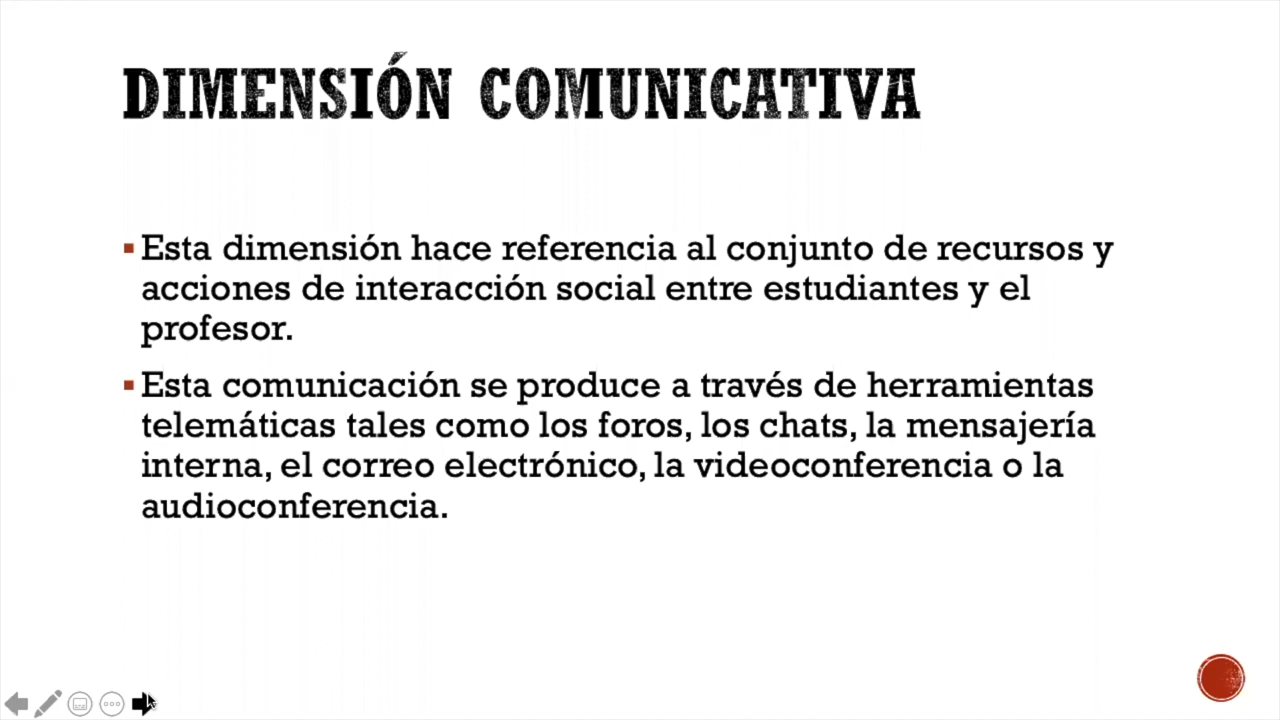 DIMENSIÓN COMUNICATIVA
Esta dimensión hace referencia al conjunto de recursos y
acciones de interacción social entre estudiantes y el
profesor.
Esta comunicación se produce a través de herramientas
telemáticas tales como los foros, los chats, la mensajería
interna, el correo electrónico, la videoconferencia o la
audioconferencia.